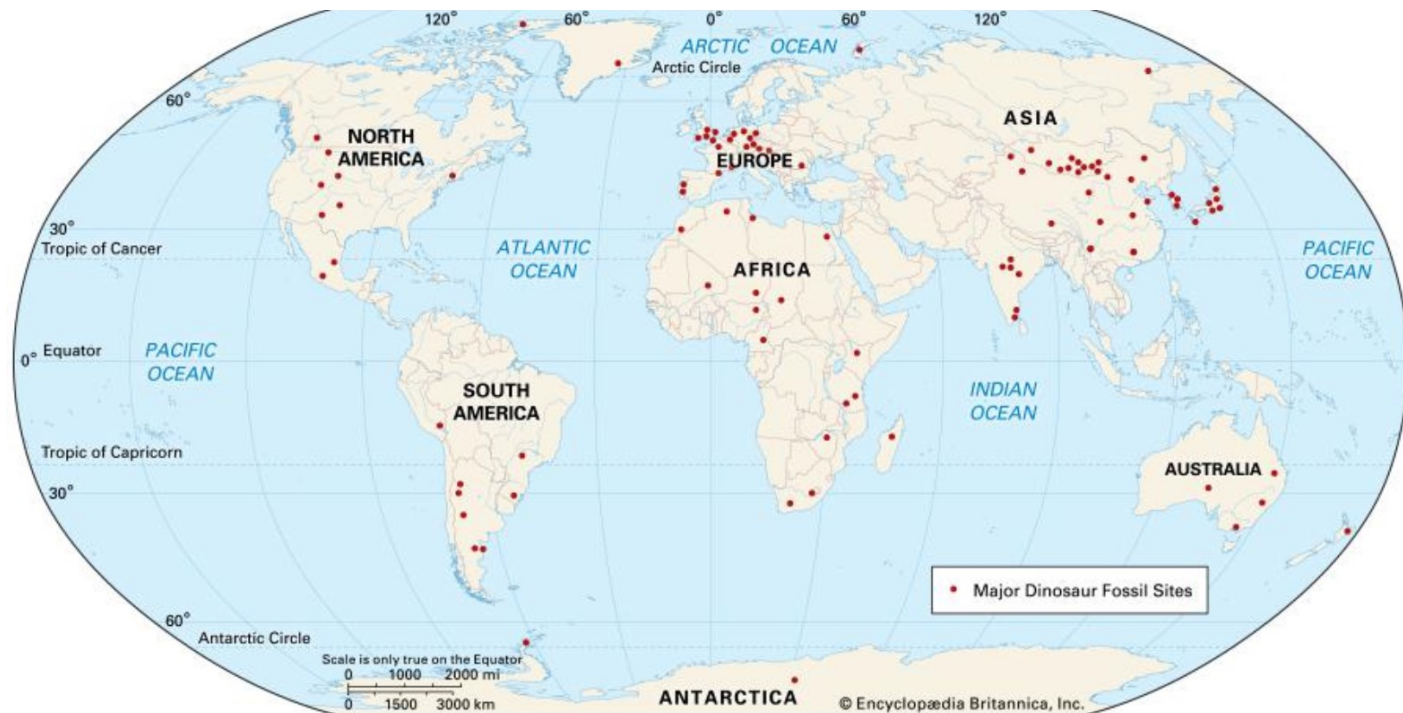 120°
60°
0°
60°
120°
ARCTIC OCEAN
Arctic Circle
60°
NORTH
AMERICA
ASIA
EUROPE
30°
Tropic of Cancer
ATLANTIC
OCEAN
AFRICA
PACIFIC
OCEAN
0° Equator
PACIFIC
OCEAN
SOUTH
AMERICA
INDIAN
OCEAN
Tropic of Capricorn
AUSTRALIA
30°
30°
Major Dinosaur Fossil Sites
60°
Antarctic Circle
Scale is only true on the Equator
0 1000 2000 mi
0 1500 3000 km
ANTARCTICA
© Encyclopædia Britannica, Inc.